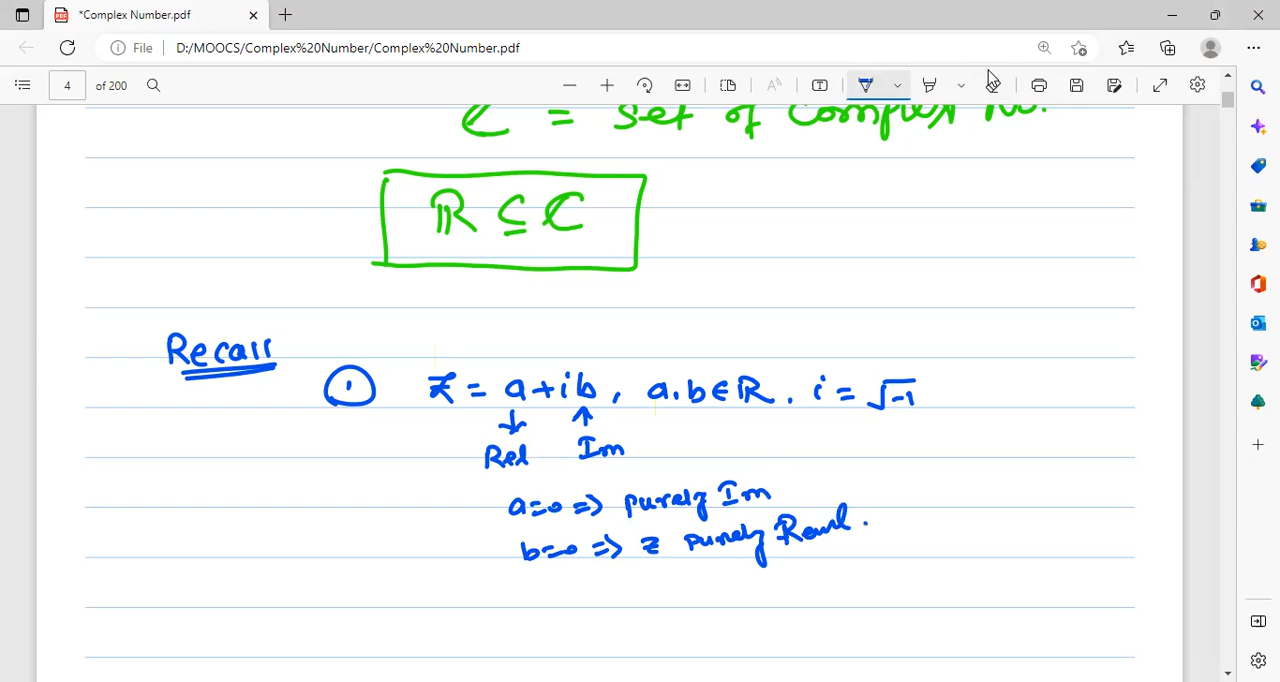 *Complex Number.pdf
File D:/MOOCS/Complex%20Number/Complex%20Number.pdf
4 of 200
ℂ = Set of Complex No.
ℝ ⊆ ℂ
Recall
① z = a+ib, a,b∈ℝ. i = √-1
Rel Im
a=0 => purely Im
b=0 => z purely Real.